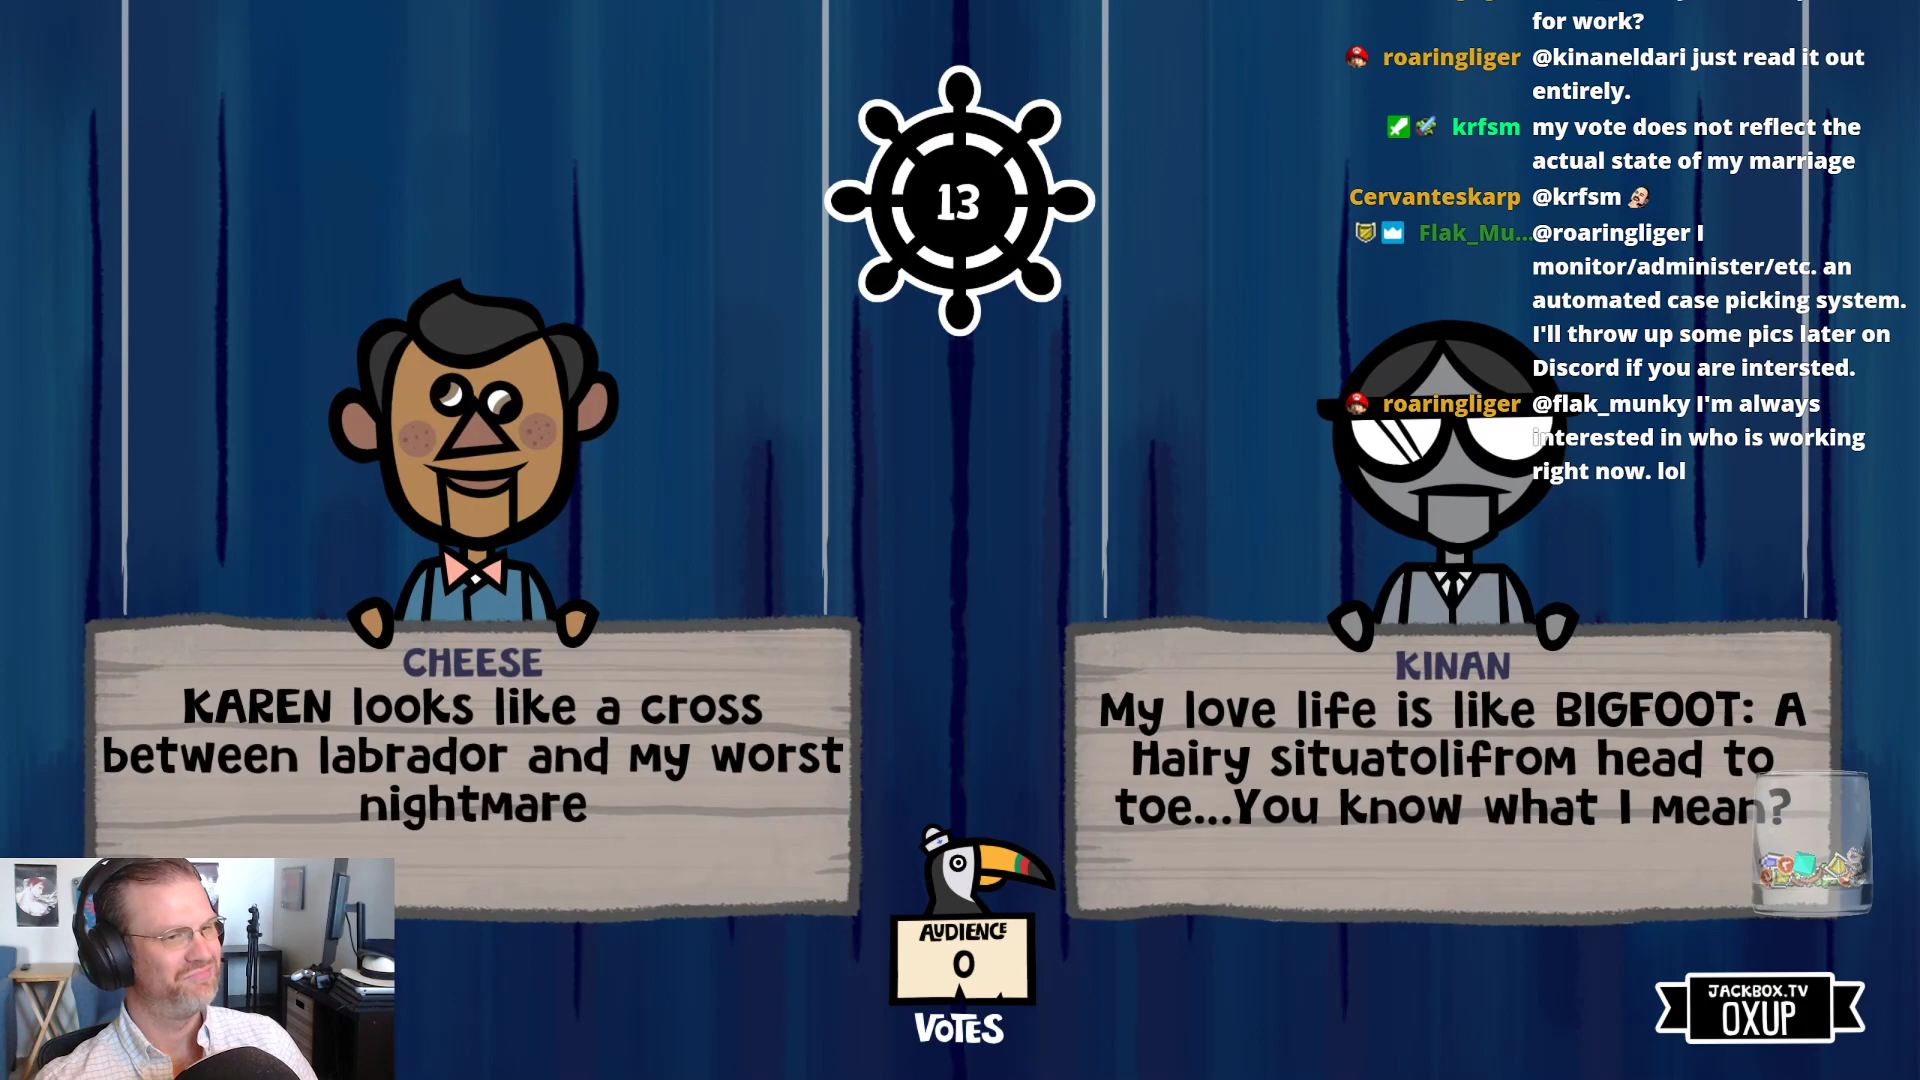 for work?
roaringliger @kinaneldari just read it out
entirely.
krfsm my vote does not reflect the
actual state of my marriage
Cervanteskarp @krfsm
Flak_Mu... @roaringliger I
monitor/administer/etc. an
automated case picking system.
I'll throw up some pics later on
Discord if you are intersted.
roaringliger @flak_munky I'm always
interested in who is working
right now. lol
13
CHEESE
KAREN looks like a cross
between labrador and my worst
nightmare
KINAN
My love life is like BIGFOOT: A
Hairy situatolifrom head to
toe...You know what I mean?
AUDIENCE
0
VOTES
JACKBOX.TV
OXUP